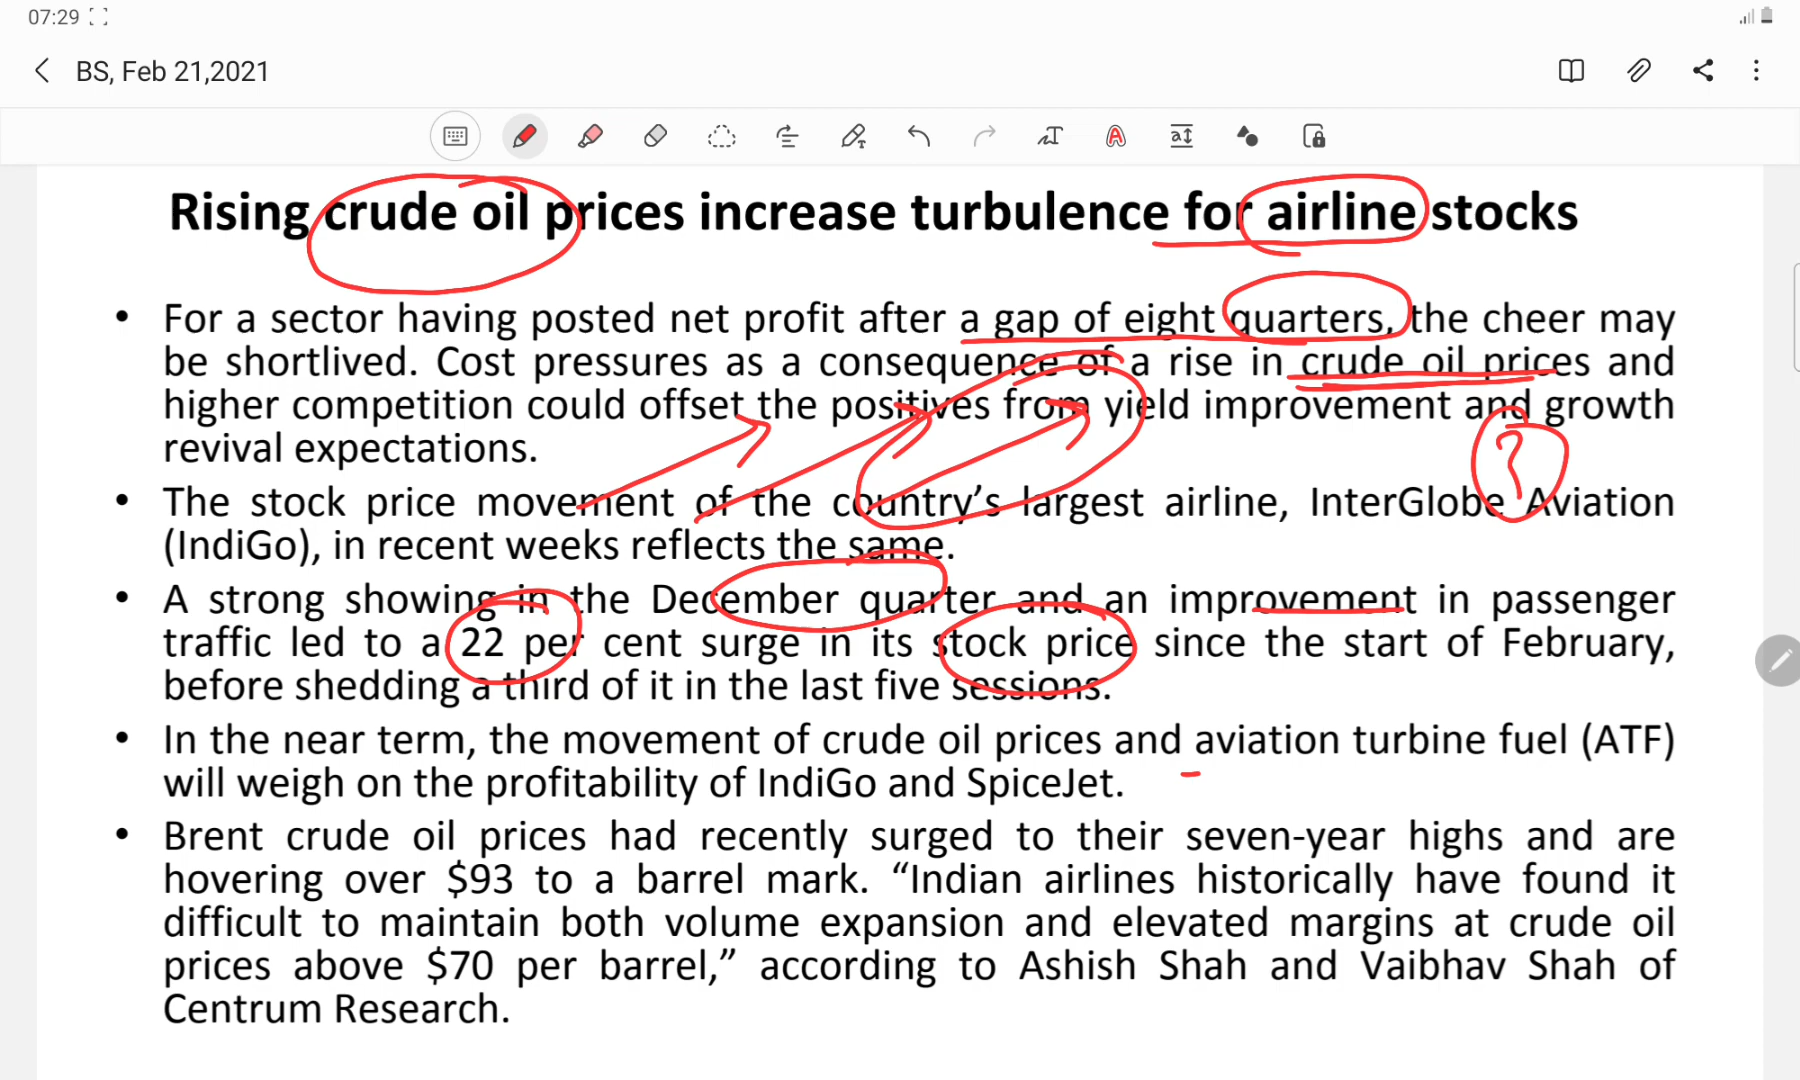 07:29
BS, Feb 21,2021
Rising crude oil prices increase turbulence for airline stocks
• For a sector having posted net profit after a gap of eight quarters, the cheer may
be shortlived. Cost pressures as a consequence of a rise in crude oil prices and
higher competition could offset the positives from yield improvement and growth
revival expectations.
• The stock price movement of the country’s largest airline, InterGlobe Aviation
(IndiGo), in recent weeks reflects the same.
• A strong showing in the December quarter and an improvement in passenger
traffic led to a 22 per cent surge in its stock price since the start of February,
before shedding a third of it in the last five sessions.
• In the near term, the movement of crude oil prices and aviation turbine fuel (ATF)
will weigh on the profitability of IndiGo and SpiceJet.
• Brent crude oil prices had recently surged to their seven-year highs and are
hovering over $93 to a barrel mark. “Indian airlines historically have found it
difficult to maintain both volume expansion and elevated margins at crude oil
prices above $70 per barrel,” according to Ashish Shah and Vaibhav Shah of
Centrum Research.